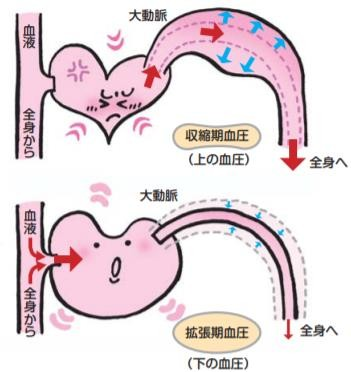 大動脈
血液
全身から
収縮期血圧
(上の血圧)
全身へ
大動脈
血液
全身から
拡張期血圧
(下の血圧)
全身へ